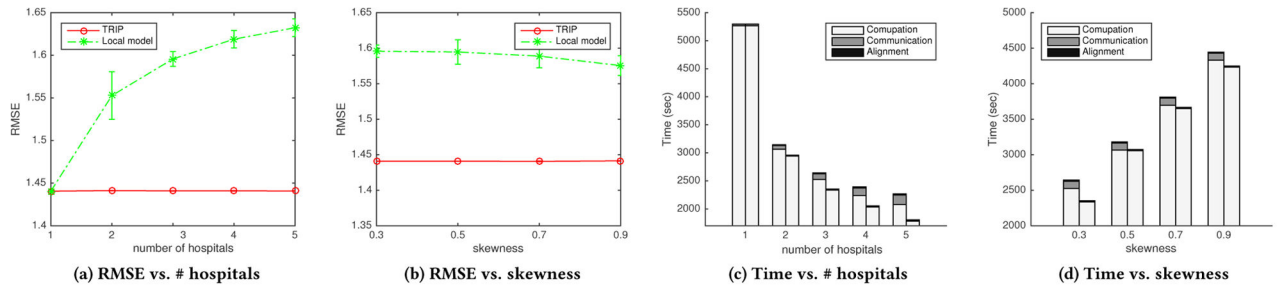 RMSE
1.65
1.6
1.55
1.5
1.45
1.4
TRIP
Local model
1 2 3 4 5
number of hospitals
(a) RMSE vs. # hospitals
RMSE
1.65
1.6
1.55
1.5
1.45
1.4
1.35
TRIP
Local model
0.3 0.5 0.7 0.9
skewness
(b) RMSE vs. skewness
Time (sec)
5500
5000
4500
4000
3500
3000
2500
2000
Comupation
Communication
Alignment
1 2 3 4 5
number of hospitals
(c) Time vs. # hospitals
Time (sec)
5000
4500
4000
3500
3000
2500
2000
Comupation
Communication
Alignment
0.3 0.5 0.7 0.9
skewness
(d) Time vs. skewness